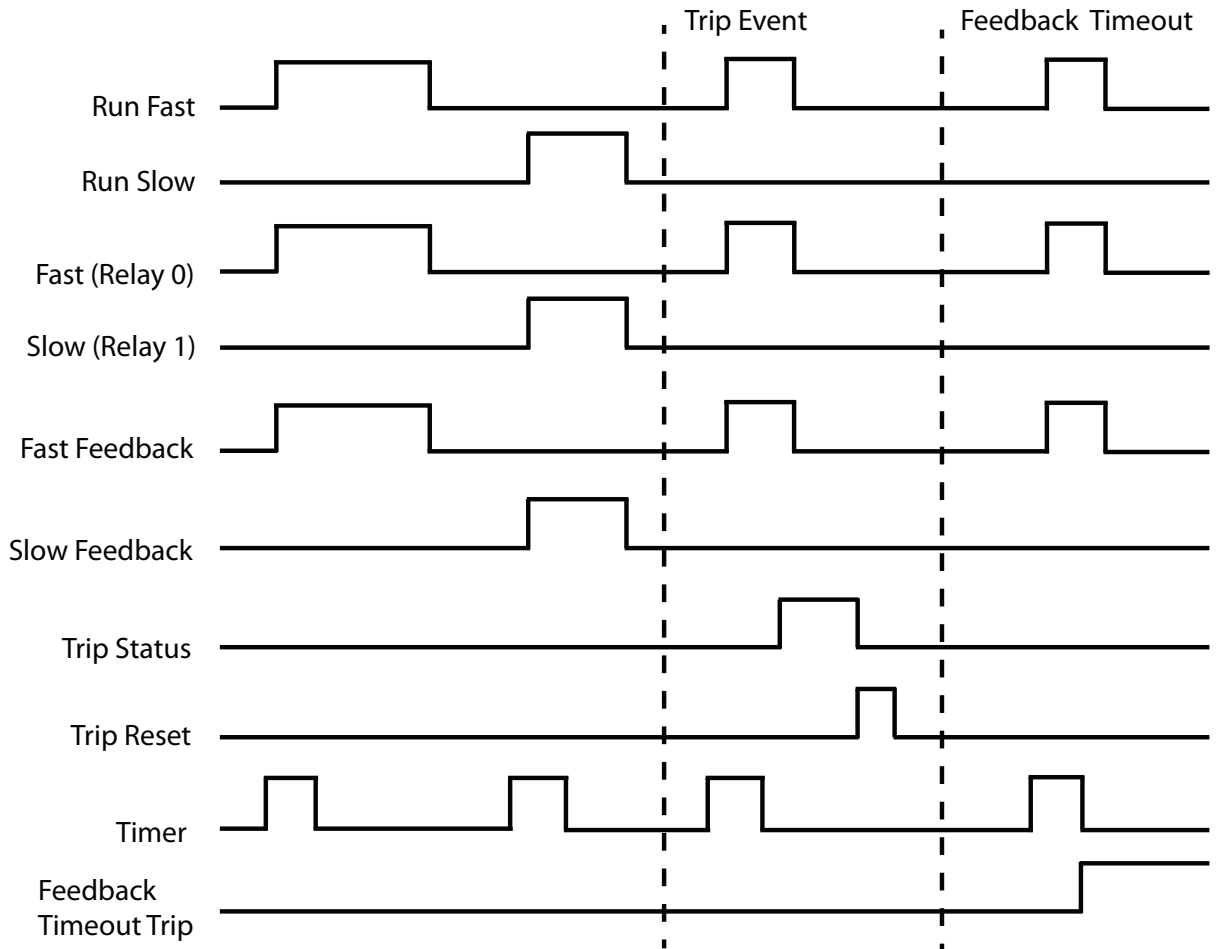 Trip Event
Feedback Timeout
Run Fast
Run Slow
Fast (Relay 0)
Slow (Relay 1)
Fast Feedback
Slow Feedback
Trip Status
Trip Reset
Timer
Feedback
Timeout Trip